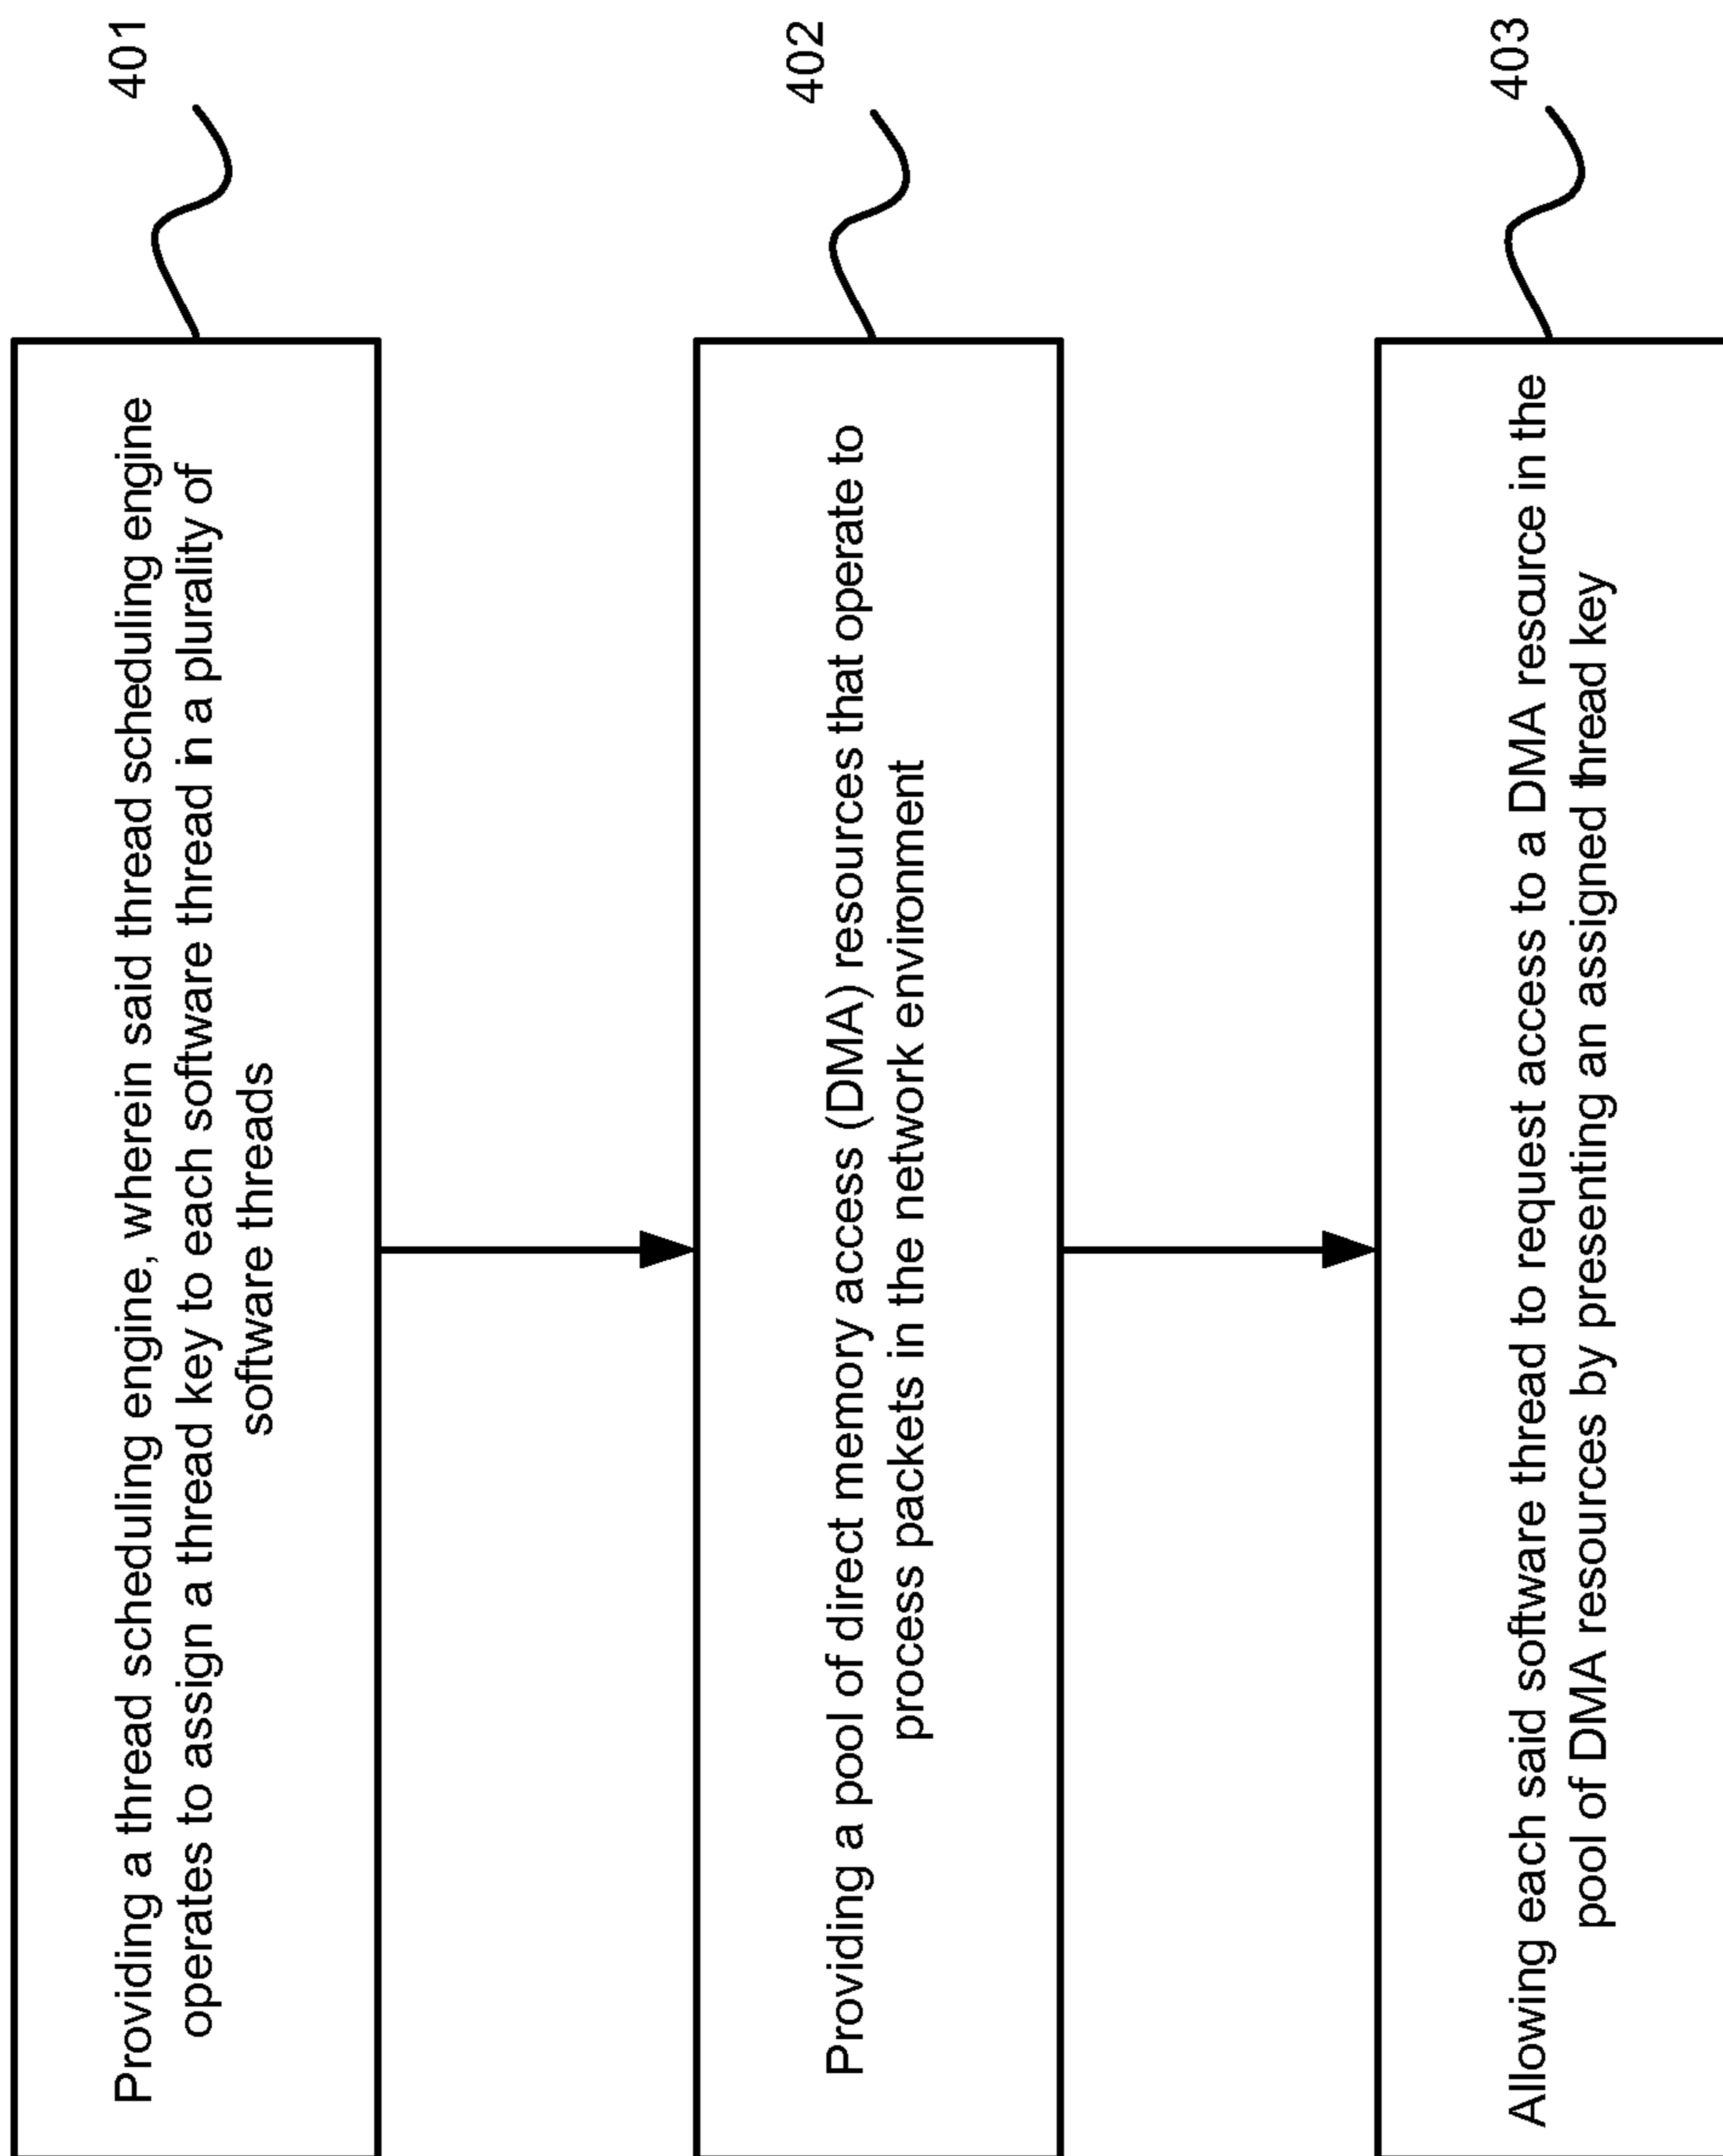 401
Providing a thread scheduling engine, wherein said thread scheduling engine
operates to assign a thread key to each software thread in a plurality of
software threads
402
Providing a pool of direct memory access (DMA) resources that operate to
process packets in the network environment
403
Allowing each said software thread to request access to a DMA resource in the
pool of DMA resources by presenting an assigned thread key